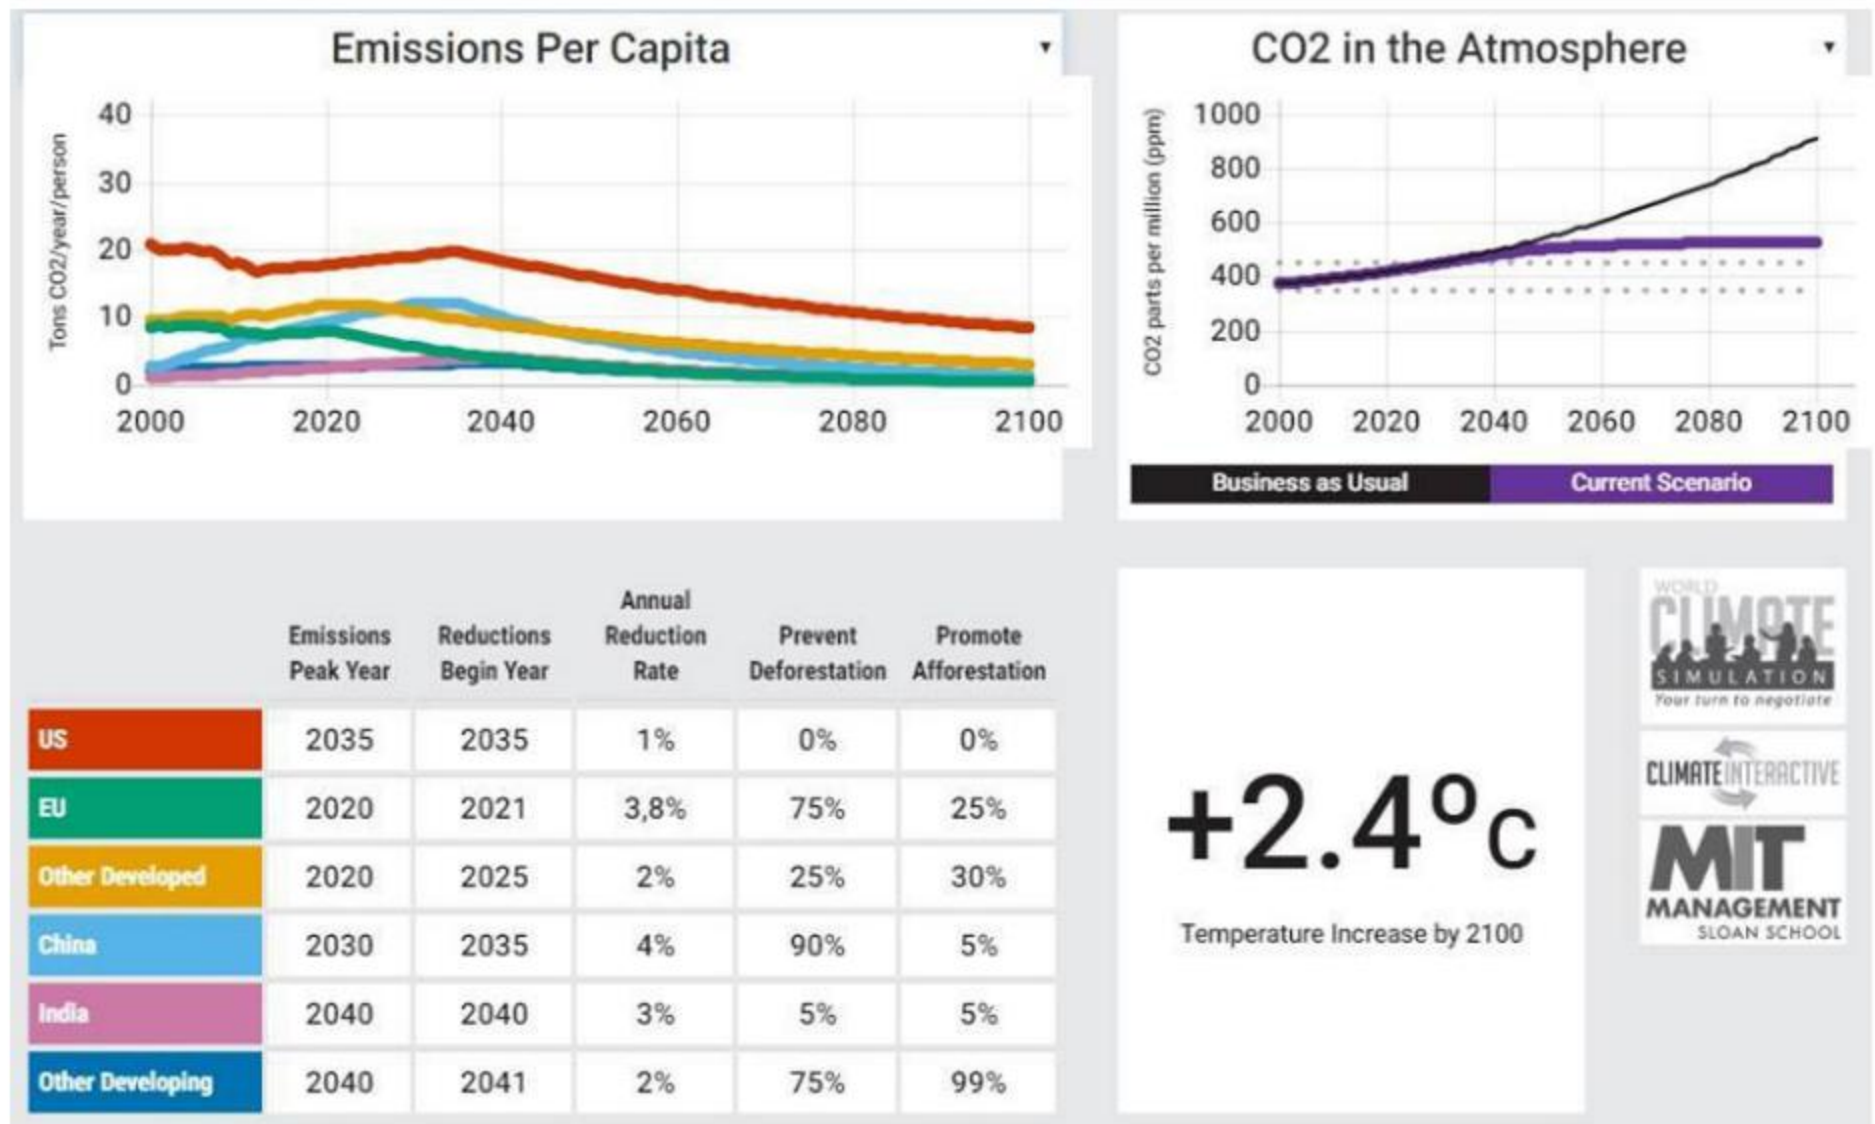 Emissions Per Capita ▼
Tons CO2/year/person
40
30
20
10
0
2000 2020 2040 2060 2080 2100
CO2 in the Atmosphere ▼
CO2 parts per million (ppm)
1000
800
600
400
200
0
2000 2020 2040 2060 2080 2100
Business as Usual Current Scenario
Emissions Peak Year Reductions Begin Year Annual Reduction Rate Prevent Deforestation Promote Afforestation
US 2035 2035 1% 0% 0%
EU 2020 2021 3,8% 75% 25%
Other Developed 2020 2025 2% 25% 30%
China 2030 2035 4% 90% 5%
India 2040 2040 3% 5% 5%
Other Developing 2040 2041 2% 75% 99%
+2.4ºC
Temperature Increase by 2100
WORLD
CLIMATE
SIMULATION
Your turn to negotiate
CLIMATE INTERACTIVE
MIT
MANAGEMENT
SLOAN SCHOOL